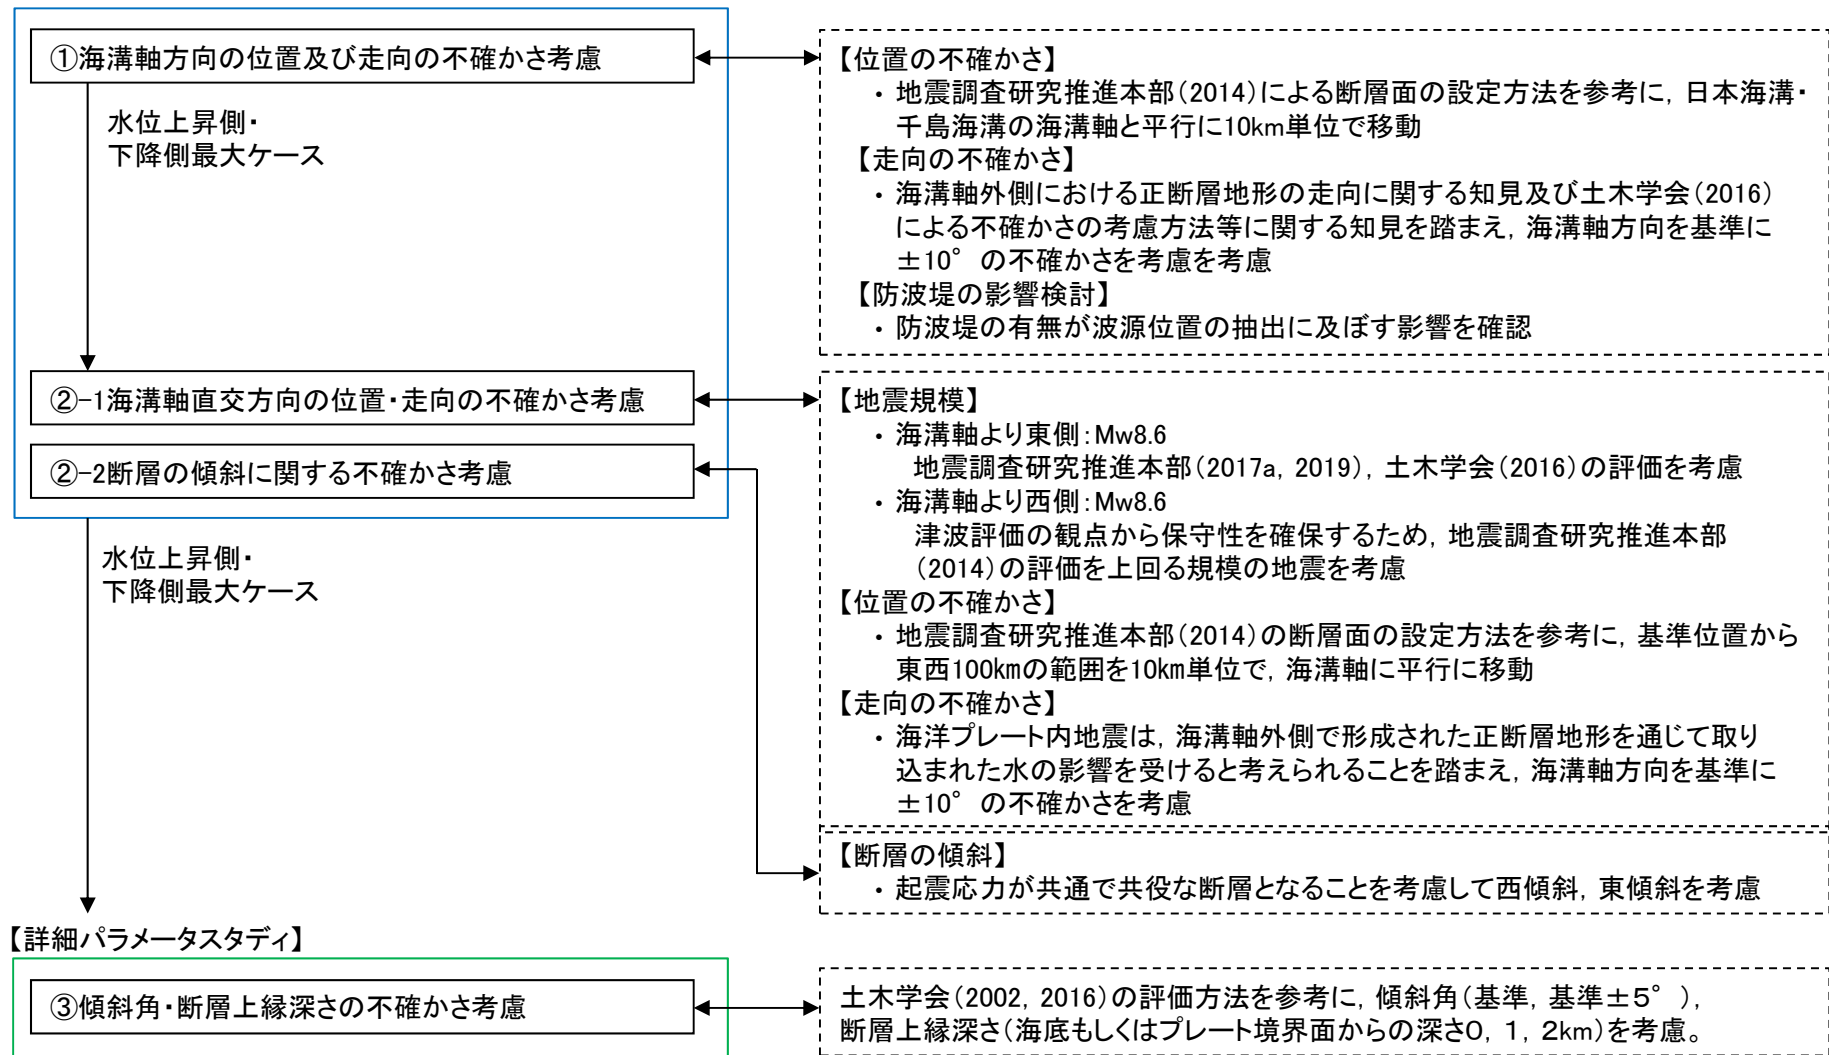 ①海溝軸方向の位置及び走向の不確かさ考慮
水位上昇側・
下降側最大ケース
【位置の不確かさ】
・ 地震調査研究推進本部(2014)による断層面の設定方法を参考に, 日本海溝・
千島海溝の海溝軸と平行に10km単位で移動
【走向の不確かさ】
・ 海溝軸外側における正断層地形の走向に関する知見及び土木学会(2016)
による不確かさの考慮方法等に関する知見を踏まえ, 海溝軸方向を基準に
±10° の不確かさを考慮を考慮
【防波堤の影響検討】
・ 防波堤の有無が波源位置の抽出に及ぼす影響を確認
②-1海溝軸直交方向の位置・走向の不確かさ考慮
②-2断層の傾斜に関する不確かさ考慮
水位上昇側・
下降側最大ケース
【地震規模】
・ 海溝軸より東側:Mw8.6
地震調査研究推進本部(2017a, 2019), 土木学会(2016)の評価を考慮
・ 海溝軸より西側:Mw8.6
津波評価の観点から保守性を確保するため, 地震調査研究推進本部
(2014)の評価を上回る規模の地震を考慮
【位置の不確かさ】
・ 地震調査研究推進本部(2014)の断層面の設定方法を参考に, 基準位置から
東西100kmの範囲を10km単位で, 海溝軸に平行に移動
【走向の不確かさ】
・ 海洋プレート内地震は, 海溝軸外側で形成された正断層地形を通じて取り
込まれた水の影響を受けると考えられることを踏まえ, 海溝軸方向を基準に
±10° の不確かさを考慮
【断層の傾斜】
・ 起震応力が共通で共役な断層となることを考慮して西傾斜, 東傾斜を考慮
【詳細パラメータスタディ】
③傾斜角・断層上縁深さの不確かさ考慮
土木学会(2002, 2016)の評価方法を参考に, 傾斜角(基準, 基準±5° ),
断層上縁深さ(海底もしくはプレート境界面からの深さ0, 1, 2km)を考慮。